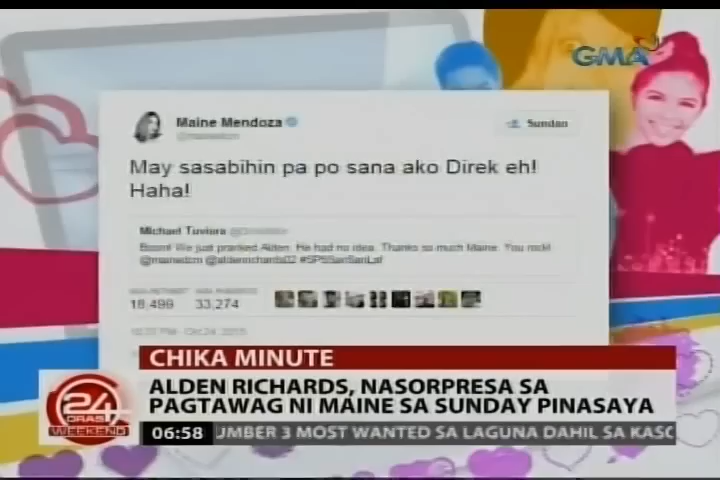 GMA
Maine Mendoza
Sundan
May sasabihin pa po sana ako Direk eh!
Haha!
Michael Tuviera
Boom! We just pranked Alden. He had no idea. Thanks so much Maine. You rock!
@mainedcm @aldenrichards02 #SPSSanSanLaf
18,499 33,274
CHIKA MINUTE
ALDEN RICHARDS, NASORPRESA SA
PAGTAWAG NI MAINE SA SUNDAY PINASAYA
24
ORAS
WEEKEND
06:58 UMBER 3 MOST WANTED SA LAGUNA DAHIL SA KASO